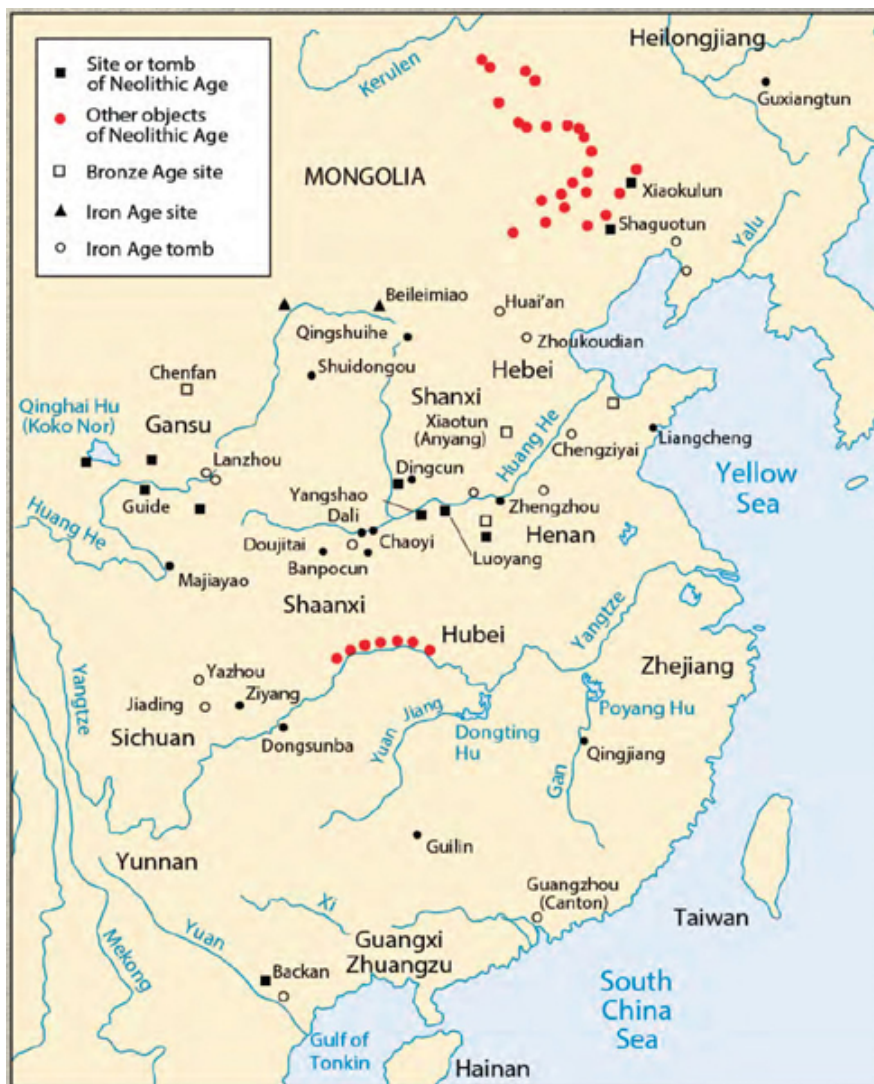 Site or tomb
of Neolithic Age
Other objects
of Neolithic Age
Bronze Age site
Iron Age site
Iron Age tomb
Heilongjiang
Kerulen
Guxiangtun
MONGOLIA
Xiaokulun
Shaguotun
Yalu
Beileimiao
Huai'an
Qingshuihe
Zhoukoudian
Hebei
Shuidongou
Chenfan
Shanxi
Qinghai Hu
(Koko Nor)
Gansu
Xiaotun
(Anyang)
Huang He
Chengziyai
Liangcheng
Lanzhou
Dingcun
Yellow
Sea
Guide
Yangshao
Zhengzhou
Dali
Huang He
Henan
Doujitai
Chaoyi
Luoyang
Banpocun
Majiayao
Shaanxi
Hubei
Yangtze
Zhejiang
Yangtze
Yazhou
Ziyang
Jiading
Yuan Jiang
Poyang Hu
Sichuan
Dongsunba
Dongting
Hu
Qingjiang
Gan
Guilin
Yunnan
Guangzhou
(Canton)
Xi
Taiwan
Mekong
Yuan
Guangxi
Zhuangzu
Backan
South
China
Sea
Gulf of
Tonkin
Hainan